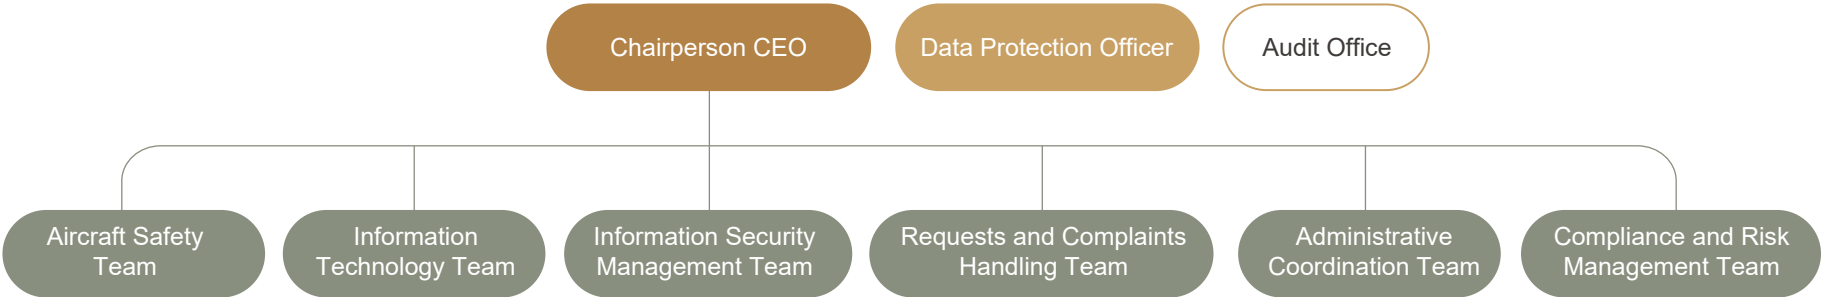 Chairperson CEO
Data Protection Officer
Audit Office
Aircraft Safety
Team
Information
Technology Team
Information Security
Management Team
Requests and Complaints
Handling Team
Administrative
Coordination Team
Compliance and Risk
Management Team